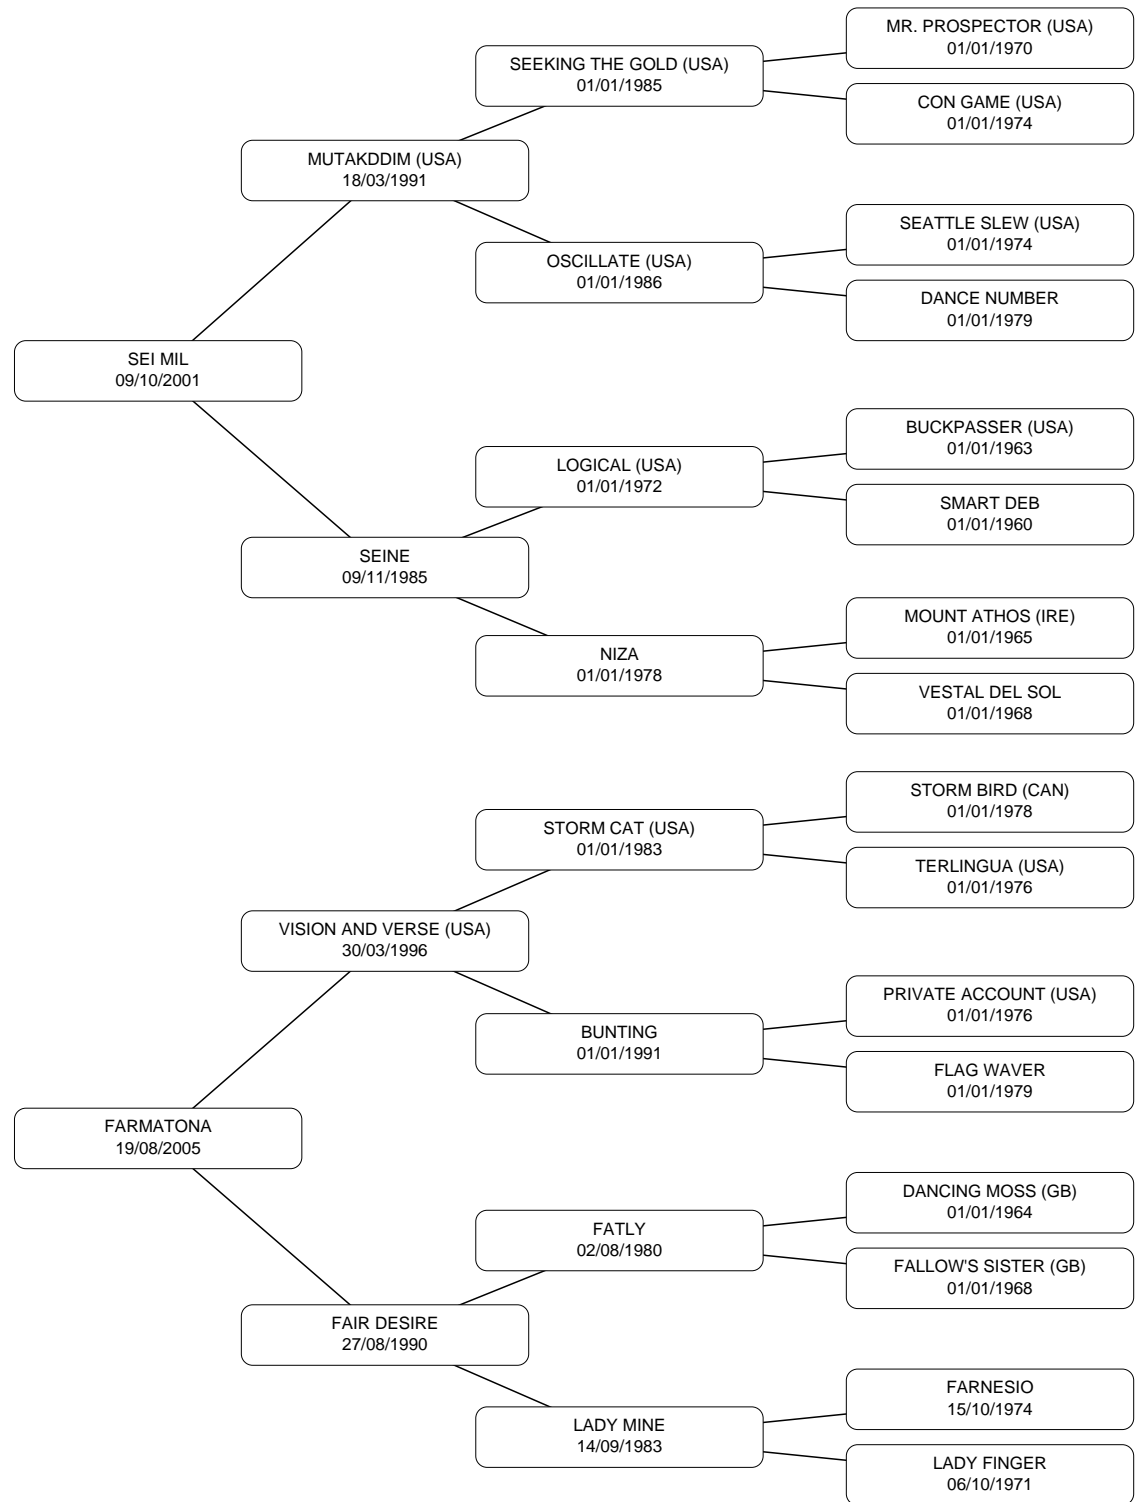 MR. PROSPECTOR (USA)
01/01/1970
SEEKING THE GOLD (USA)
01/01/1985
CON GAME (USA)
01/01/1974
MUTAKDDIM (USA)
18/03/1991
SEATTLE SLEW (USA)
01/01/1974
OSCILLATE (USA)
01/01/1986
DANCE NUMBER
01/01/1979
SEI MIL
09/10/2001
BUCKPASSER (USA)
01/01/1963
LOGICAL (USA)
01/01/1972
SMART DEB
01/01/1960
SEINE
09/11/1985
MOUNT ATHOS (IRE)
01/01/1965
NIZA
01/01/1978
VESTAL DEL SOL
01/01/1968
STORM BIRD (CAN)
01/01/1978
STORM CAT (USA)
01/01/1983
TERLINGUA (USA)
01/01/1976
VISION AND VERSE (USA)
30/03/1996
PRIVATE ACCOUNT (USA)
01/01/1976
BUNTING
01/01/1991
FLAG WAVER
01/01/1979
FARMATONA
19/08/2005
DANCING MOSS (GB)
01/01/1964
FATLY
02/08/1980
FALLOW'S SISTER (GB)
01/01/1968
FAIR DESIRE
27/08/1990
FARNESIO
15/10/1974
LADY MINE
14/09/1983
LADY FINGER
06/10/1971